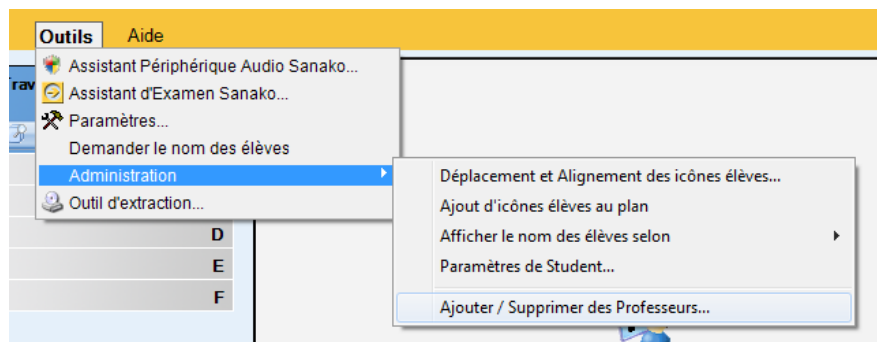 Outils Aide
Assistant Périphérique Audio Sanako...
rav
Assistant d'Examen Sanako...
Paramètres...
Demander le nom des élèves
Administration
Outil d'extraction...
Déplacement et Alignement des icônes élèves...
Ajout d'icônes élèves au plan
Afficher le nom des élèves selon
Paramètres de Student...
Ajouter / Supprimer des Professeurs...
D
E
F